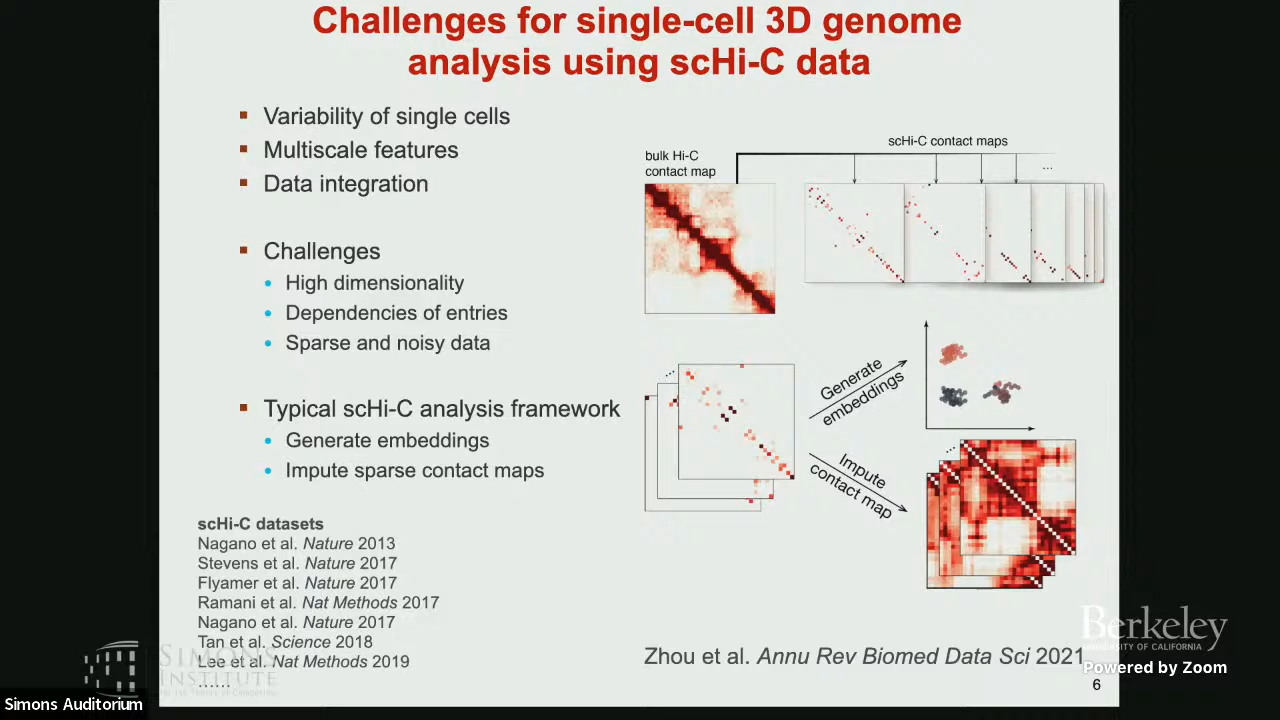 Challenges for single-cell 3D genome
analysis using scHi-C data
▪ Variability of single cells
▪ Multiscale features
▪ Data integration
▪ Challenges
• High dimensionality
• Dependencies of entries
• Sparse and noisy data
▪ Typical scHi-C analysis framework
• Generate embeddings
• Impute sparse contact maps
scHi-C datasets
Nagano et al. Nature 2013
Stevens et al. Nature 2017
Flyamer et al. Nature 2017
Ramani et al. Nat Methods 2017
Nagano et al. Nature 2017
Tan et al. Science 2018
Lee et al. Nat Methods 2019
......
bulk Hi-C
contact map
scHi-C contact maps
...
...
Generate
embeddings
Impute
contact map
...
Zhou et al. Annu Rev Biomed Data Sci 2021
6
SIMONS
INSTITUTE
Berkeley
UNIVERSITY OF CALIFORNIA
Powered by Zoom
Simons Auditorium